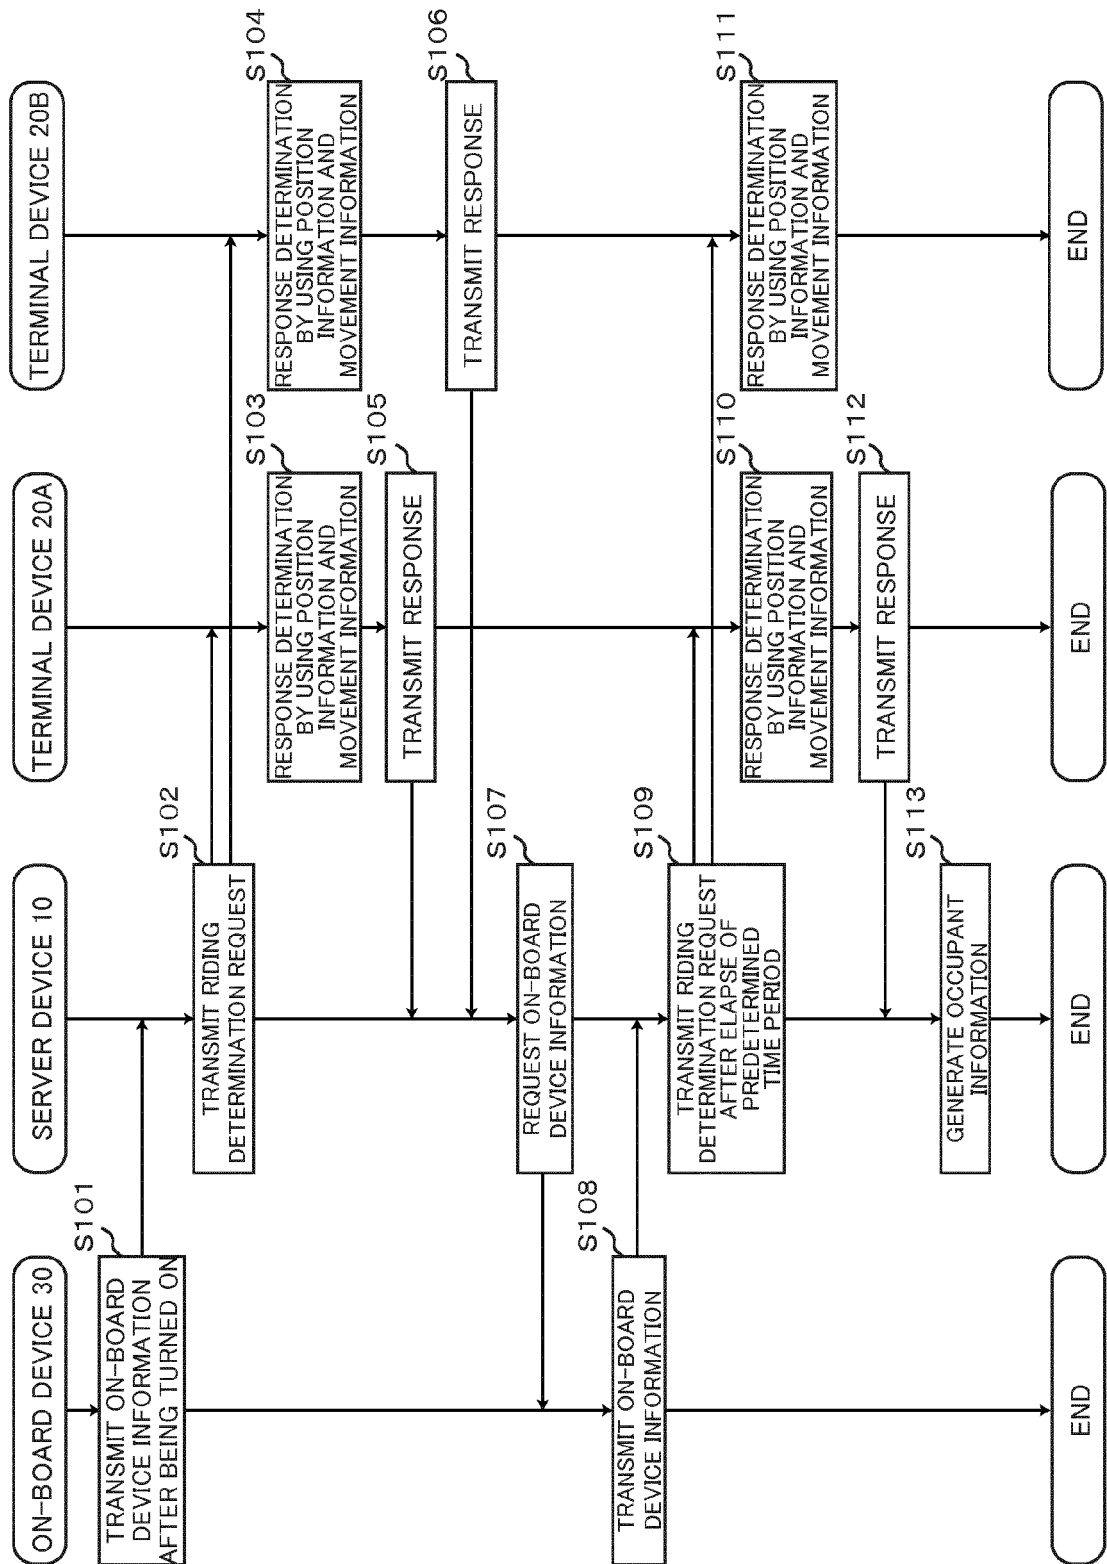 ON-BOARD DEVICE 30
SERVER DEVICE 10
TERMINAL DEVICE 20A
TERMINAL DEVICE 20B
S101
TRANSMIT ON-BOARD
DEVICE INFORMATION
AFTER BEING TURNED ON
S102
TRANSMIT RIDING
DETERMINATION REQUEST
S103
RESPONSE DETERMINATION
BY USING POSITION
INFORMATION AND
MOVEMENT INFORMATION
S104
RESPONSE DETERMINATION
BY USING POSITION
INFORMATION AND
MOVEMENT INFORMATION
S105
TRANSMIT RESPONSE
S106
TRANSMIT RESPONSE
S107
REQUEST ON-BOARD
DEVICE INFORMATION
S108
TRANSMIT ON-BOARD
DEVICE INFORMATION
S109
TRANSMIT RIDING
DETERMINATION REQUEST
AFTER ELAPSE OF
PREDETERMINED
TIME PERIOD
S110
RESPONSE DETERMINATION
BY USING POSITION
INFORMATION AND
MOVEMENT INFORMATION
S111
RESPONSE DETERMINATION
BY USING POSITION
INFORMATION AND
MOVEMENT INFORMATION
S112
TRANSMIT RESPONSE
S113
GENERATE OCCUPANT
INFORMATION
END
END
END
END